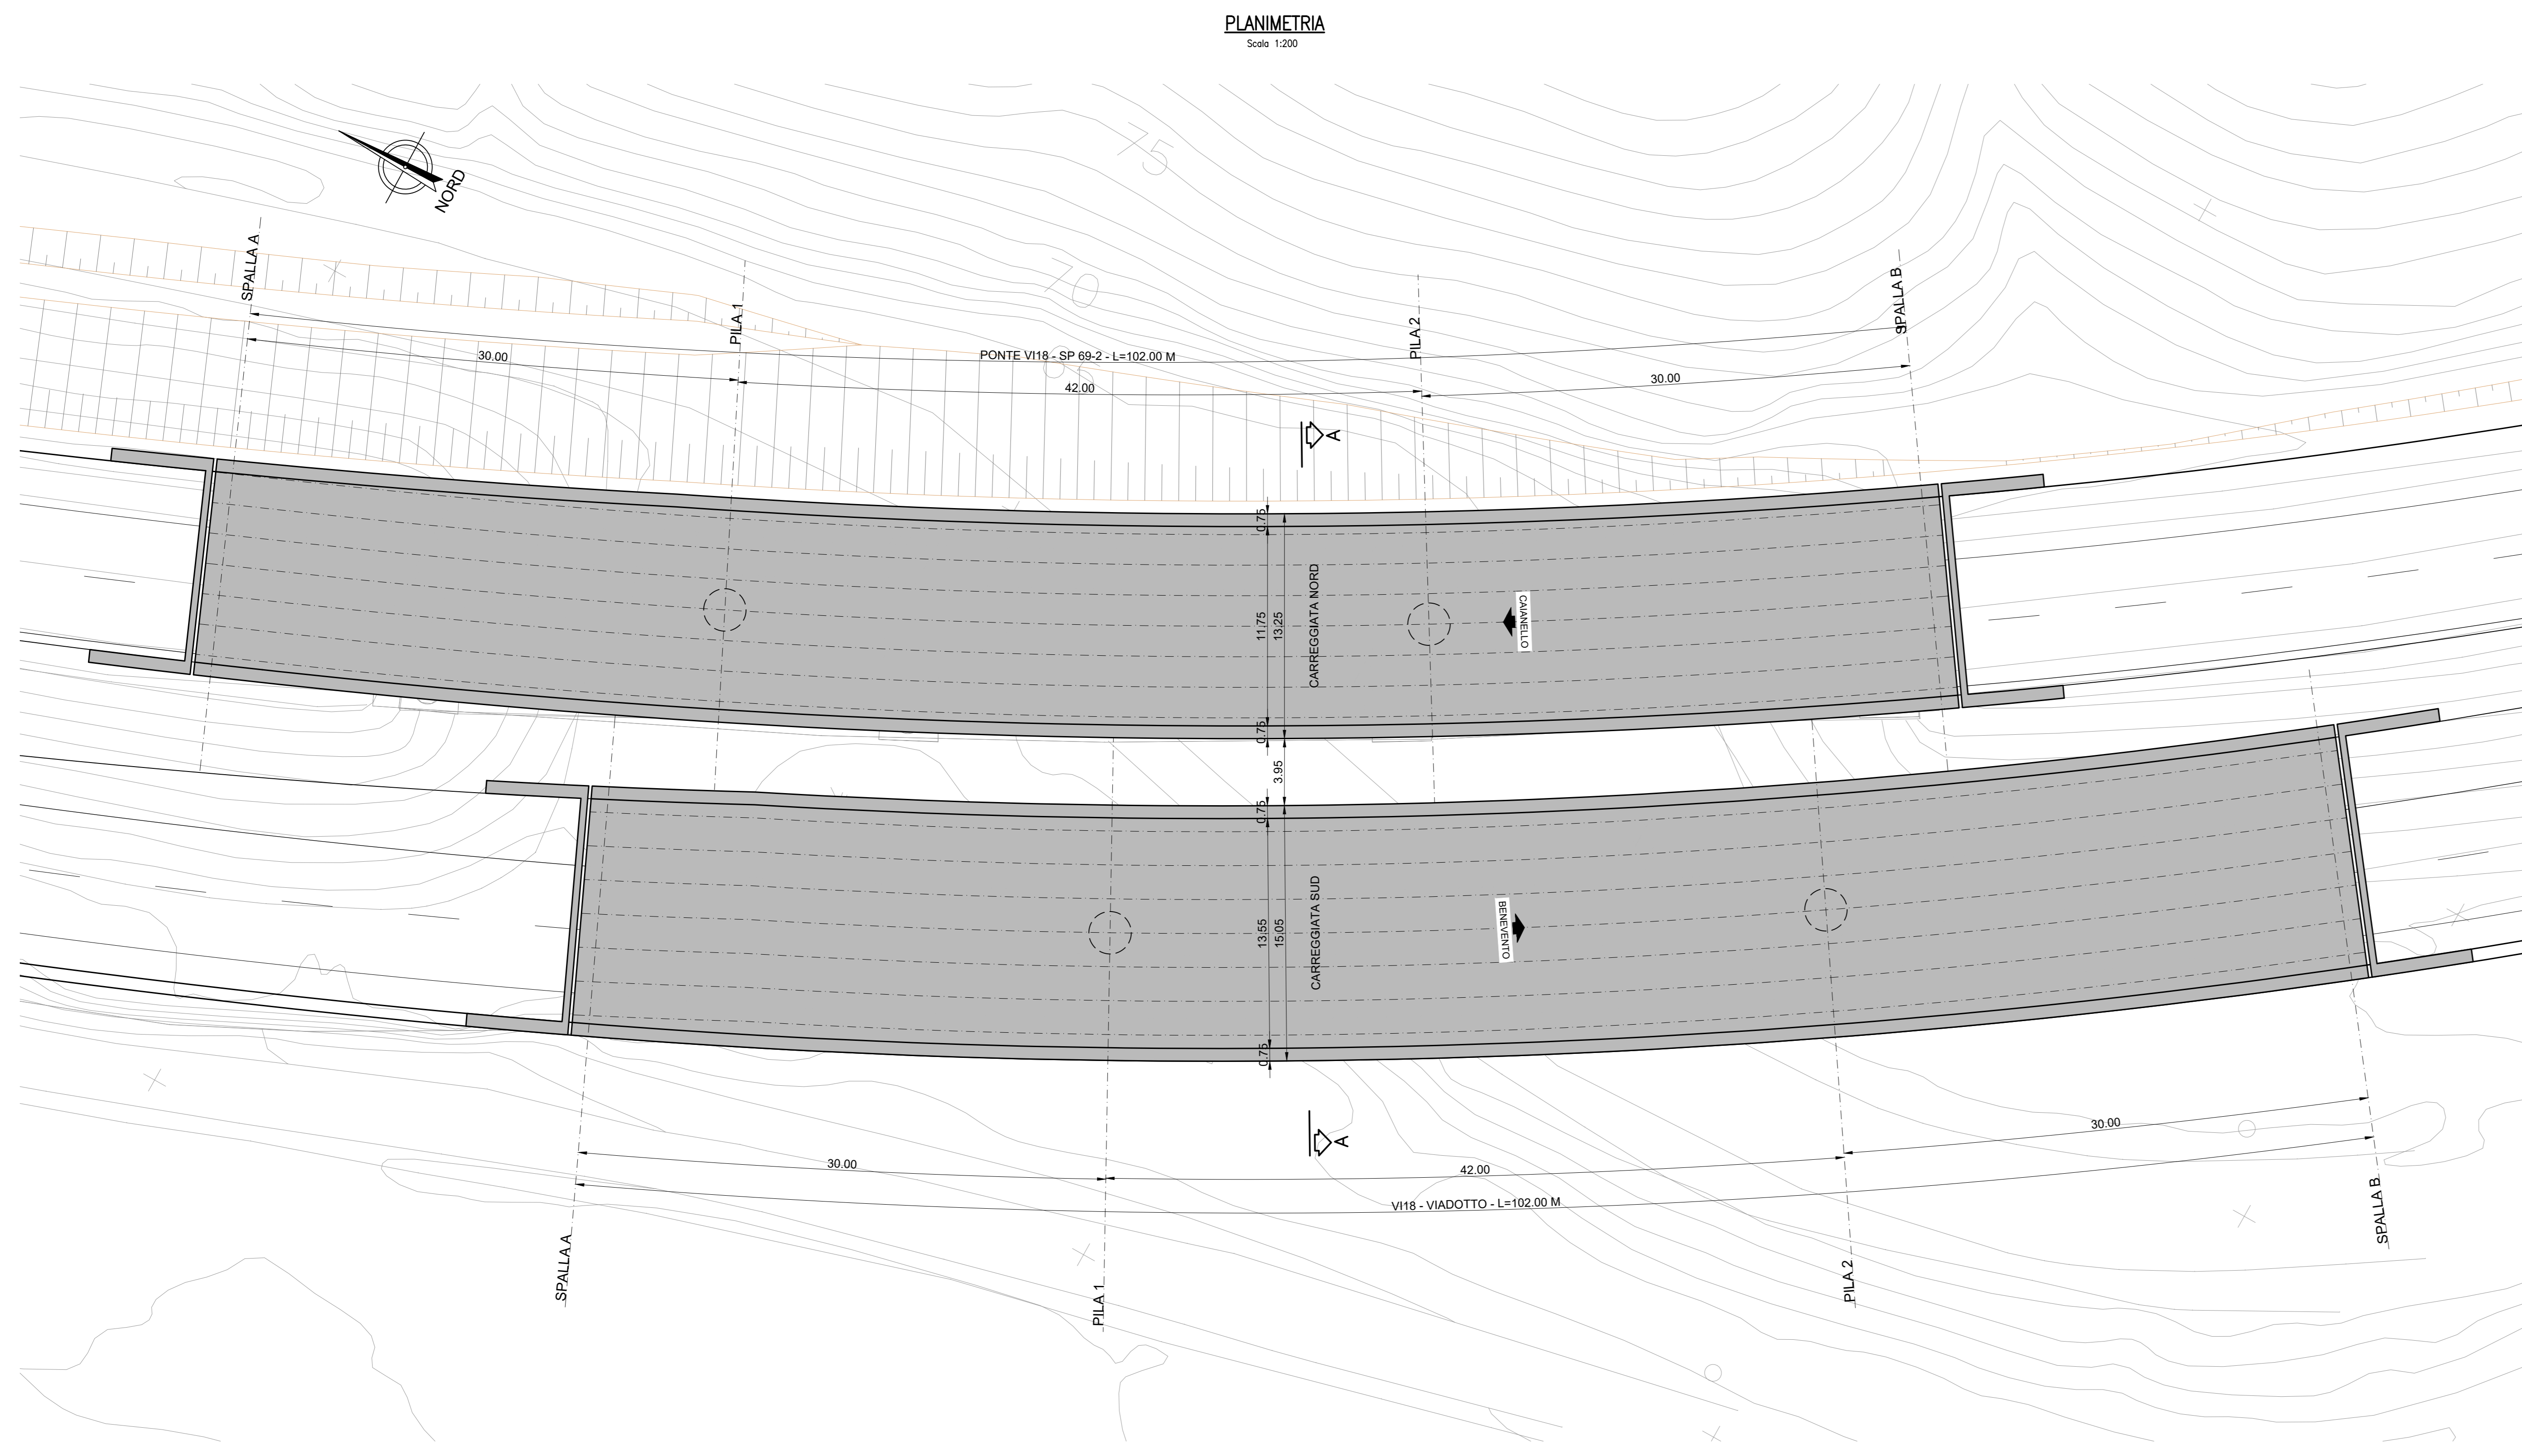 PLANIMETRIA
Scala 1:200
75
NORD
70
SPALLA A
PILA 1
PILA 2
SPALLA B
PONTE VI18 - SP 69-2 - L=102.00 M
30.00
42.00
30.00
A
0.75
11.75
13.25
CARREGGIATA NORD
CAIANELLO
0.75
3.95
0.75
13.55
15.05
CARREGGIATA SUD
BENEVENTO
0.75
A
30.00
42.00
30.00
VI18 - VIADOTTO - L=102.00 M
SPALLA A
PILA 1
PILA 2
SPALLA B